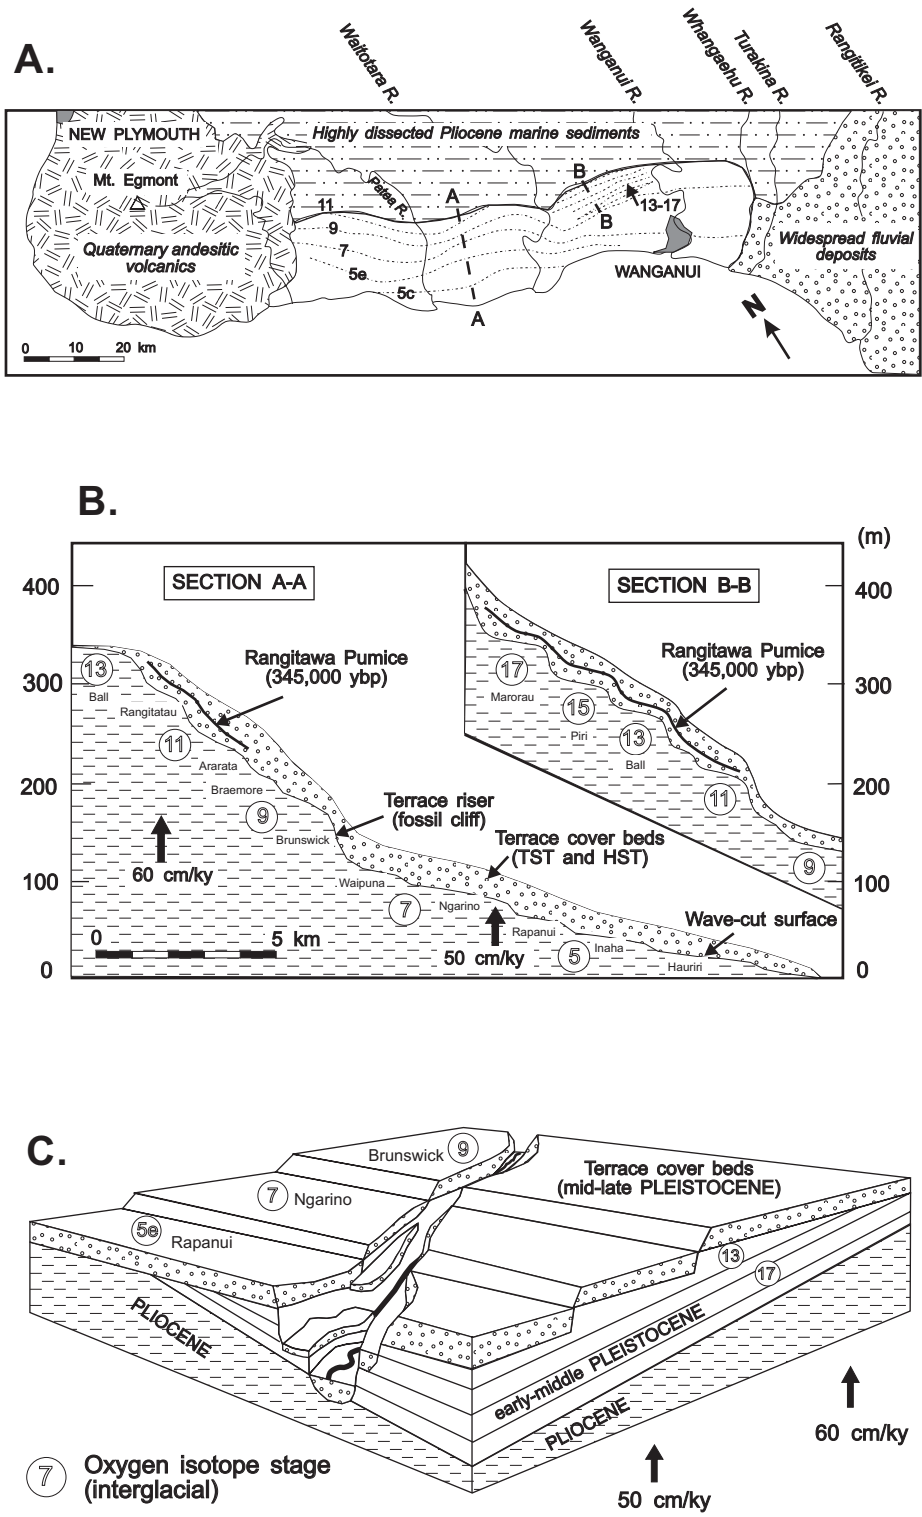 A.
Waitotara R.
Wanganui R.
Whangaehu R.
Turakina R.
Rangitikei R.
NEW PLYMOUTH
Highly dissected Pliocene marine sediments
Mt. Egmont
Patea R.
A
B
11
13-17
9
B
7
Quaternary andesitic
volcanics
Widespread fluvial
deposits
5e
WANGANUI
5c
A
N
0 10 20 km
B.
(m)
SECTION A-A
SECTION B-B
400
400
Rangitawa Pumice
(345,000 ybp)
Rangitawa Pumice
(345,000 ybp)
300
300
13
Ball
17
Marorau
Rangitatau
15
Piri
11
13
Ball
Ararata
Braemore
200
200
11
9
Terrace riser
(fossil cliff)
Brunswick
Terrace cover beds
(TST and HST)
60 cm/ky
9
Waipuna
100
100
7
Ngarino
Wave-cut surface
Rapanui
0 5 km
50 cm/ky
5
Inaha
Hauriri
0
0
C.
Brunswick 9
Terrace cover beds
(mid-late PLEISTOCENE)
7 Ngarino
5e Rapanui
13
17
PLIOCENE
early-middle PLEISTOCENE
PLIOCENE
60 cm/ky
50 cm/ky
7 Oxygen isotope stage
(interglacial)